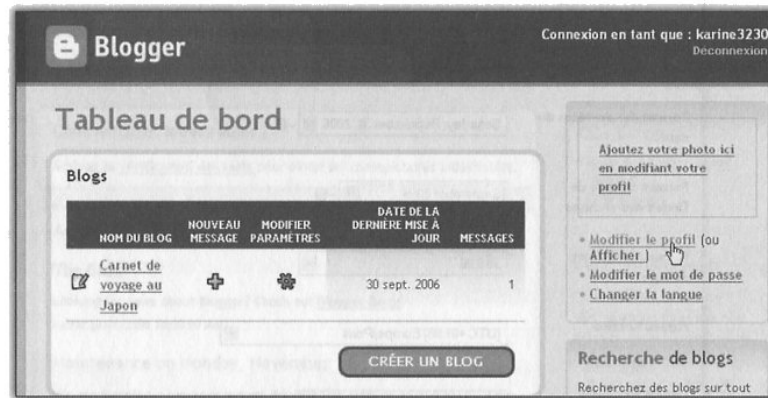 Blogger
Connexion en tant que : karine3230
Déconnexion
Tableau de bord
Blogs
NOM DU BLOG
NOUVEAU
MESSAGE
MODIFIER
PARAMÈTRES
DATE DE LA
DERNIÈRE MISE À
JOUR
MESSAGES
Carnet de
voyage au
Japon
30 sept. 2006
1
CRÉER UN BLOG
Ajoutez votre photo ici
en modifiant votre
profil
Modifier le profil (ou
Afficher )
Modifier le mot de passe
Changer la langue
Recherche de blogs
Recherchez des blogs sur tout